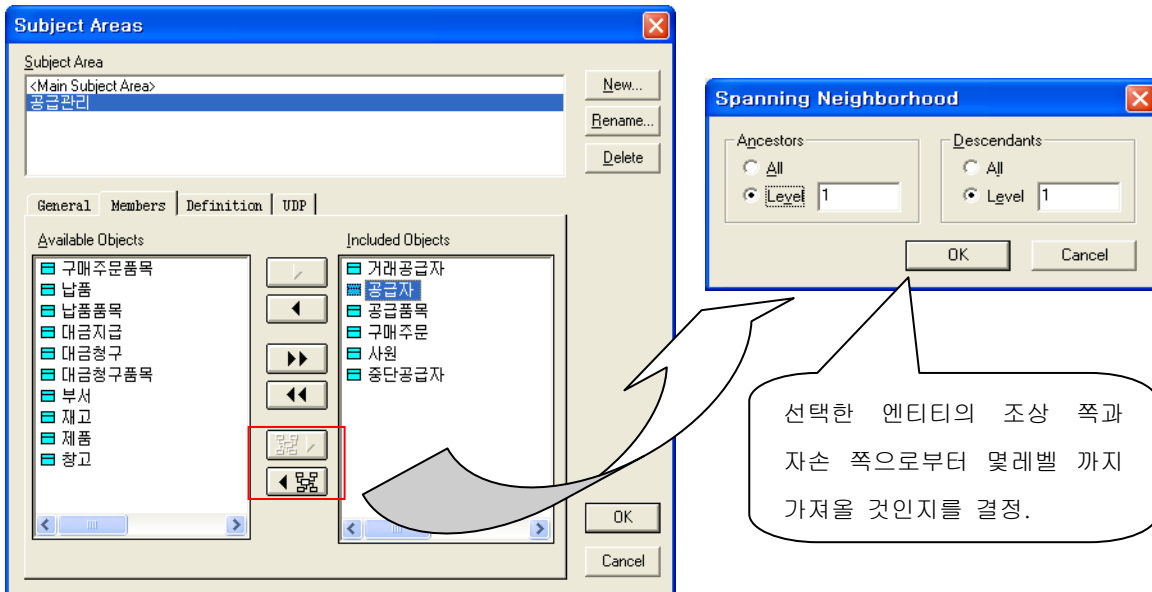 Subject Areas
Subject Area
<Main Subject Area>
공급관리
New...
Rename...
Delete
General Members Definition UDP
Available Objects
구매주문품목
납품
납품품목
대금지급
대금청구
대금청구품목
부서
재고
제품
창고
Included Objects
거래공급자
공급자
공급품목
구매주문
사원
중단공급자
OK
Cancel
Spanning Neighborhood
Ancestors
All
Level 1
Descendants
All
Level 1
OK
Cancel
선택한 엔티티의 조상 쪽과
자손 쪽으로부터 몇레벨 까지
가져올 것인지를 결정.